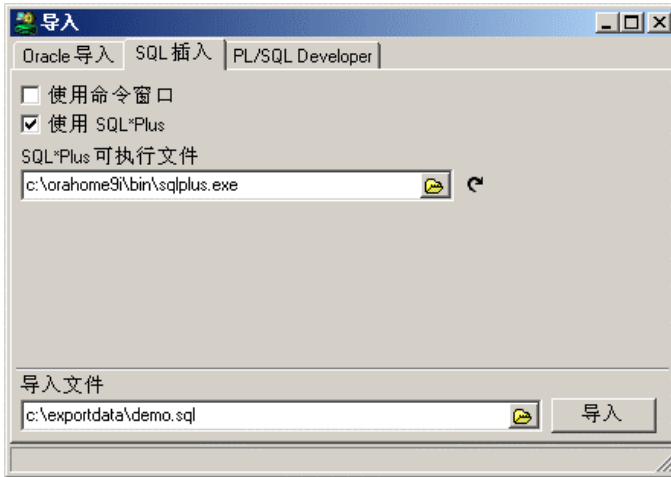 导入
Oracle 导入 SQL 插入 PL/SQL Developer
使用命令窗口
使用 SQL*Plus
SQL*Plus 可执行文件
c:\orahome9i\bin\sqlplus.exe
导入文件
c:\exportdata\demo.sql 导入